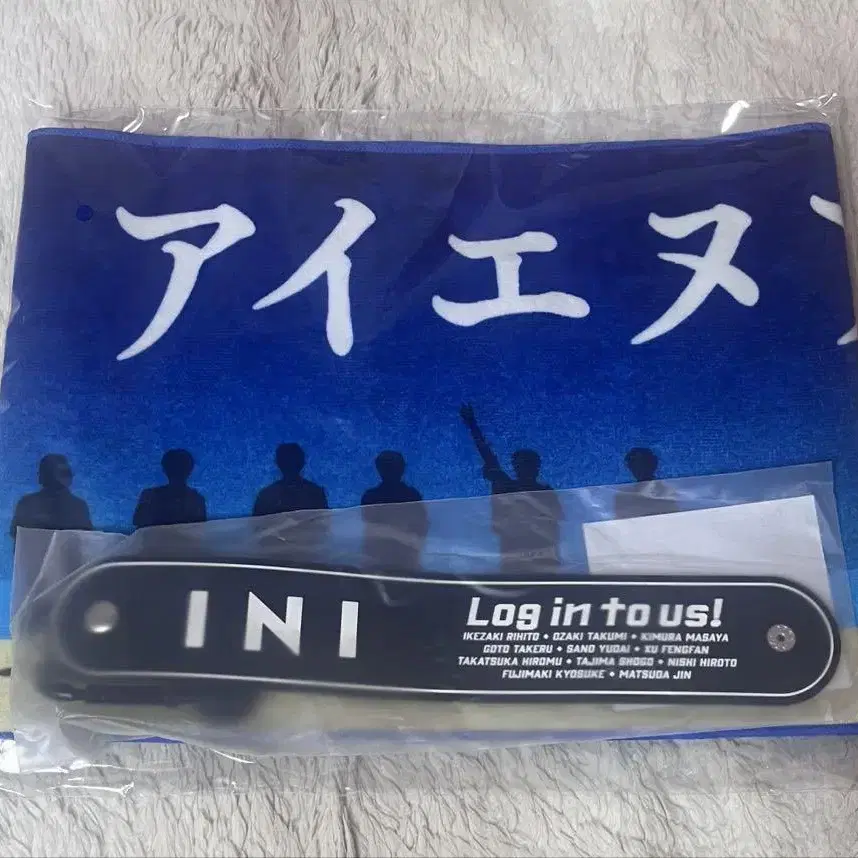 アイエヌ
INI
Log in to us!
IKEZAKI RIHITO • OZAKI TAKUMI • KIMURA MASAYA
GOTO TAKERU • SANO YUDAI • XU FENGFAN
TAKATSUKA HIROMU • TAJIMA SHOGO • NISHI HIROTO
FUJIMAKI KYOSUKE • MATSUDA JIN